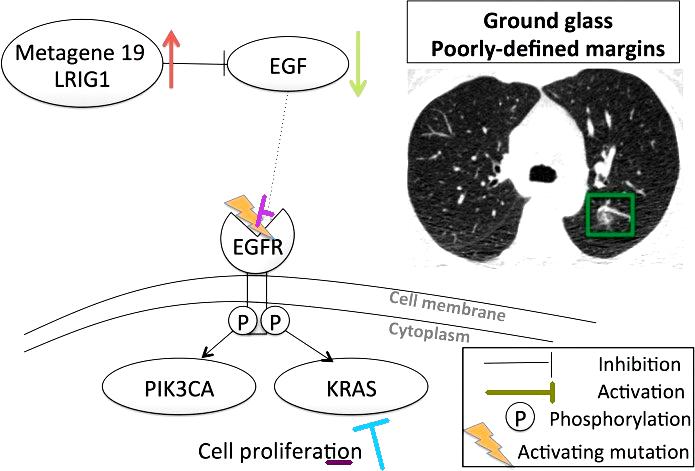 Metagene 19
LRIG1
EGF
Ground glass
Poorly-defined margins
EGFR
Cell membrane
Cytoplasm
P P
PIK3CA
KRAS
Cell proliferation
Inhibition
Activation
P Phosphorylation
Activating mutation